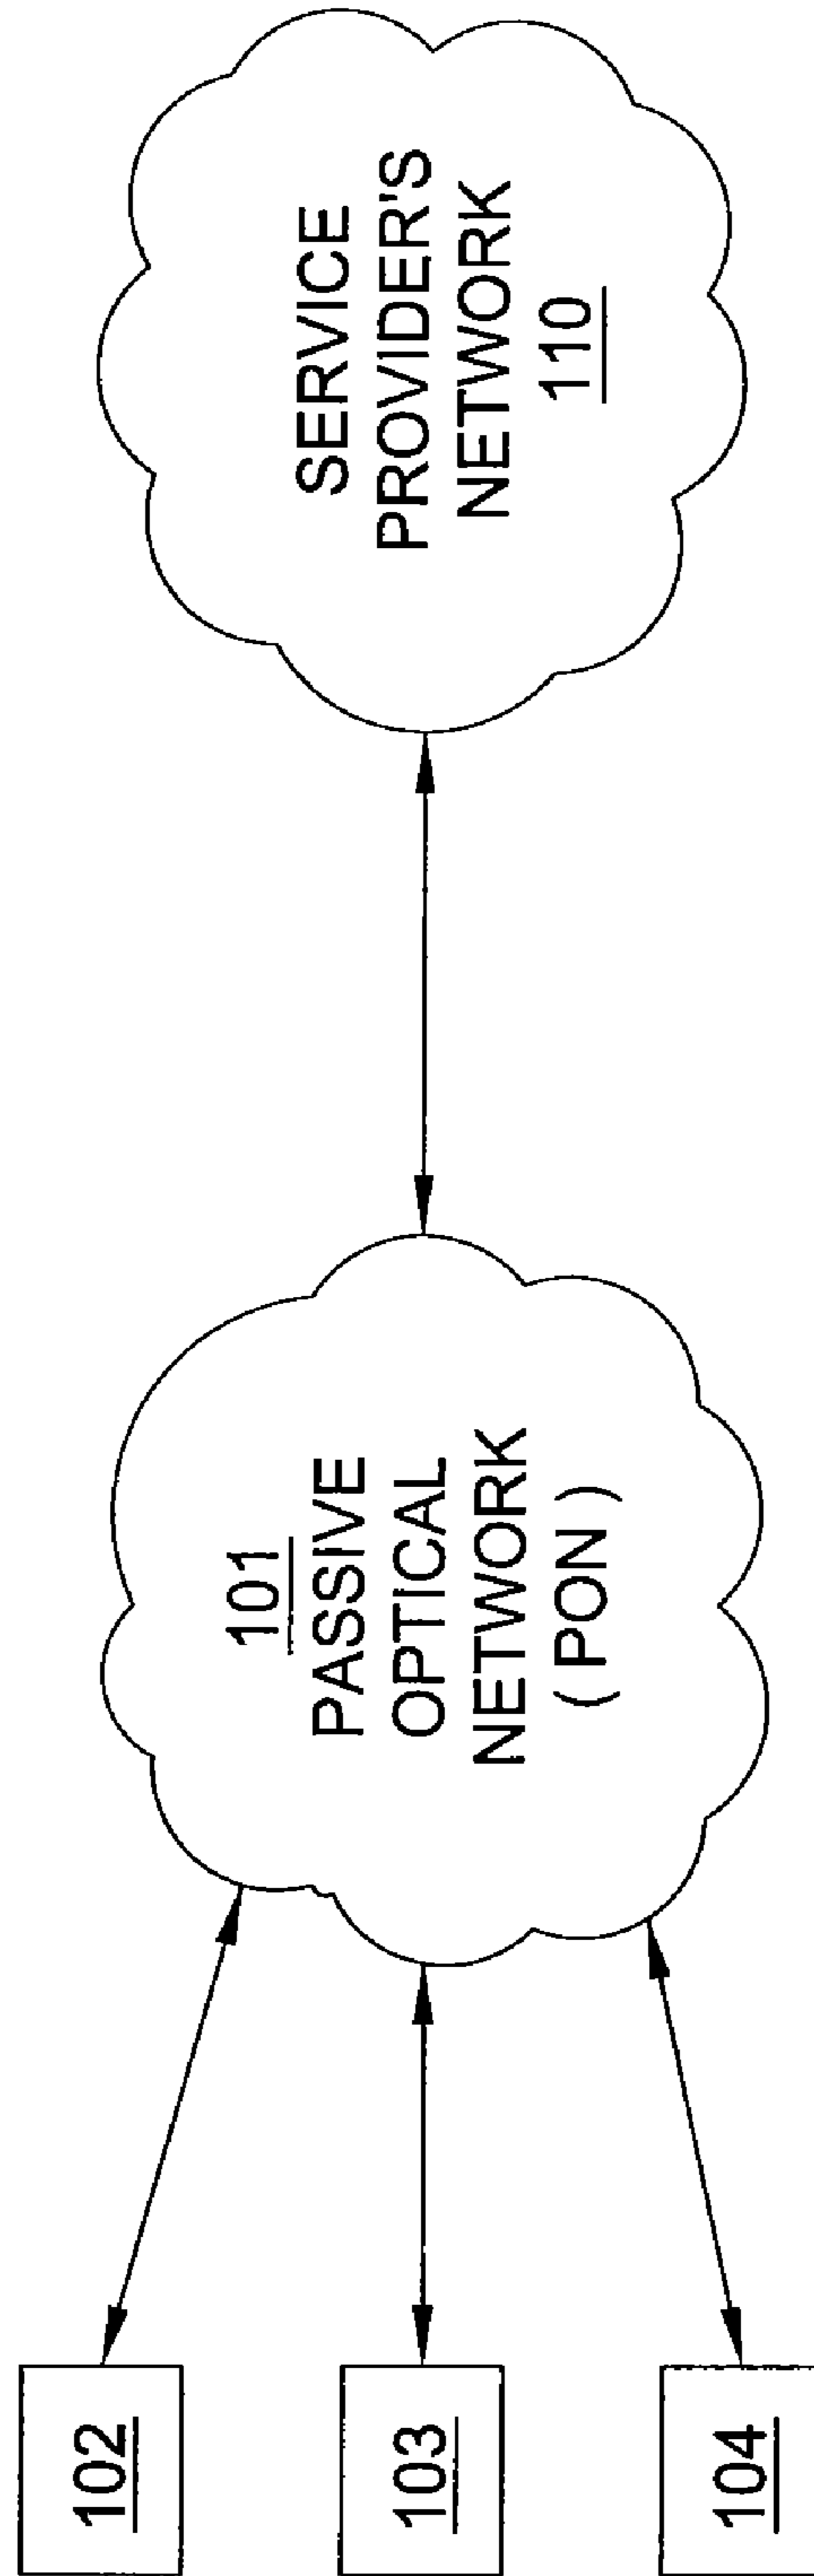 102
103
104
101
PASSIVE
OPTICAL
NETWORK
( PON )
SERVICE
PROVIDER'S
NETWORK
110